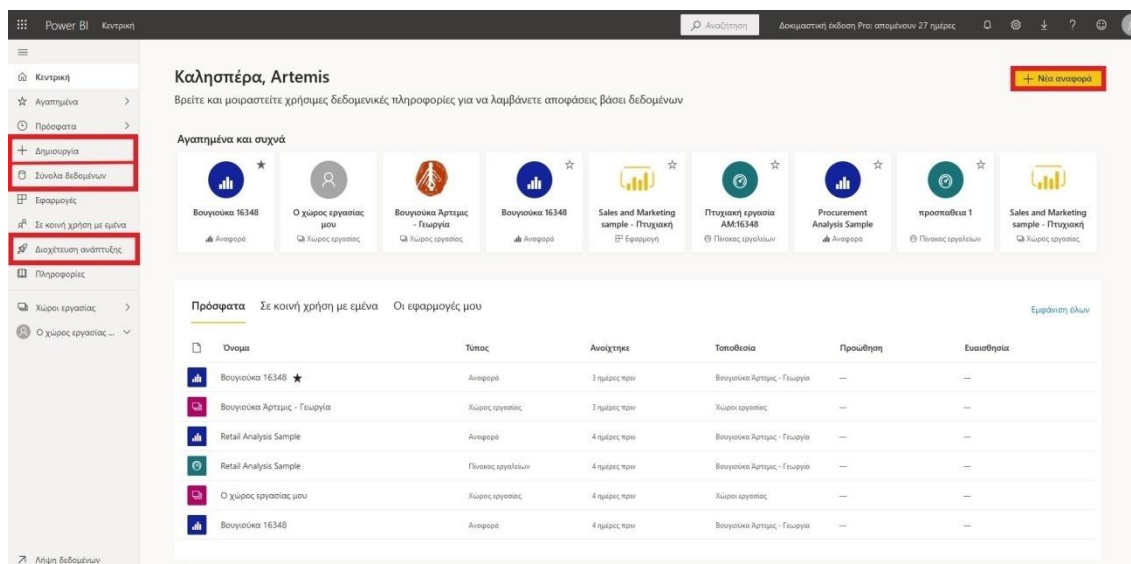 Power BI Κεντρική
Αναζήτηση
Δοκιμαστική έκδοση Pro: απομένουν 27 ημέρες
Κεντρική
Αγαπημένα
Πρόσφατα
Δημιουργία
Σύνολα δεδομένων
Εφαρμογές
Σε κοινή χρήση με εμένα
Διοχέτευση ανάπτυξης
Πληροφορίες
Χώροι εργασίας
Ο χώρος εργασίας ...
Λήψη δεδομένων
Καλησπέρα, Artemis
Βρείτε και μοιραστείτε χρήσιμες δεδομενικές πληροφορίες για να λαμβάνετε αποφάσεις βάσει δεδομένων
+ Νέα αναφορά
Αγαπημένα και συχνά
Βουγιούκα 16348
Αναφορά
Ο χώρος εργασίας
μου
Χώρος εργασίας
Βουγιούκα Άρτεμις
- Γεωργία
Χώρος εργασίας
Βουγιούκα 16348
Αναφορά
Sales and Marketing
sample - Πτυχιακή
Εφαρμογή
Πτυχιακή εργασία
ΑΜ:16348
Πίνακας εργαλείων
Procurement
Analysis Sample
Αναφορά
προσπαθεια 1
Πίνακας εργαλείων
Sales and Marketing
sample - Πτυχιακή
Χώρος εργασίας
Πρόσφατα Σε κοινή χρήση με εμένα Οι εφαρμογές μου
Εμφάνιση όλων
Όνομα Τύπος Ανοίχτηκε Τοποθεσία Προώθηση Ευαισθησία
Βουγιούκα 16348 Αναφορά 3 ημέρες πριν Βουγιούκα Άρτεμις - Γεωργία — —
Βουγιούκα Άρτεμις - Γεωργία Χώρος εργασίας 3 ημέρες πριν Χώροι εργασίας — —
Retail Analysis Sample Αναφορά 4 ημέρες πριν Βουγιούκα Άρτεμις - Γεωργία — —
Retail Analysis Sample Πίνακας εργαλείων 4 ημέρες πριν Βουγιούκα Άρτεμις - Γεωργία — —
Ο χώρος εργασίας μου Χώρος εργασίας 4 ημέρες πριν Χώροι εργασίας — —
Βουγιούκα 16348 Αναφορά 4 ημέρες πριν Βουγιούκα Άρτεμις - Γεωργία — —